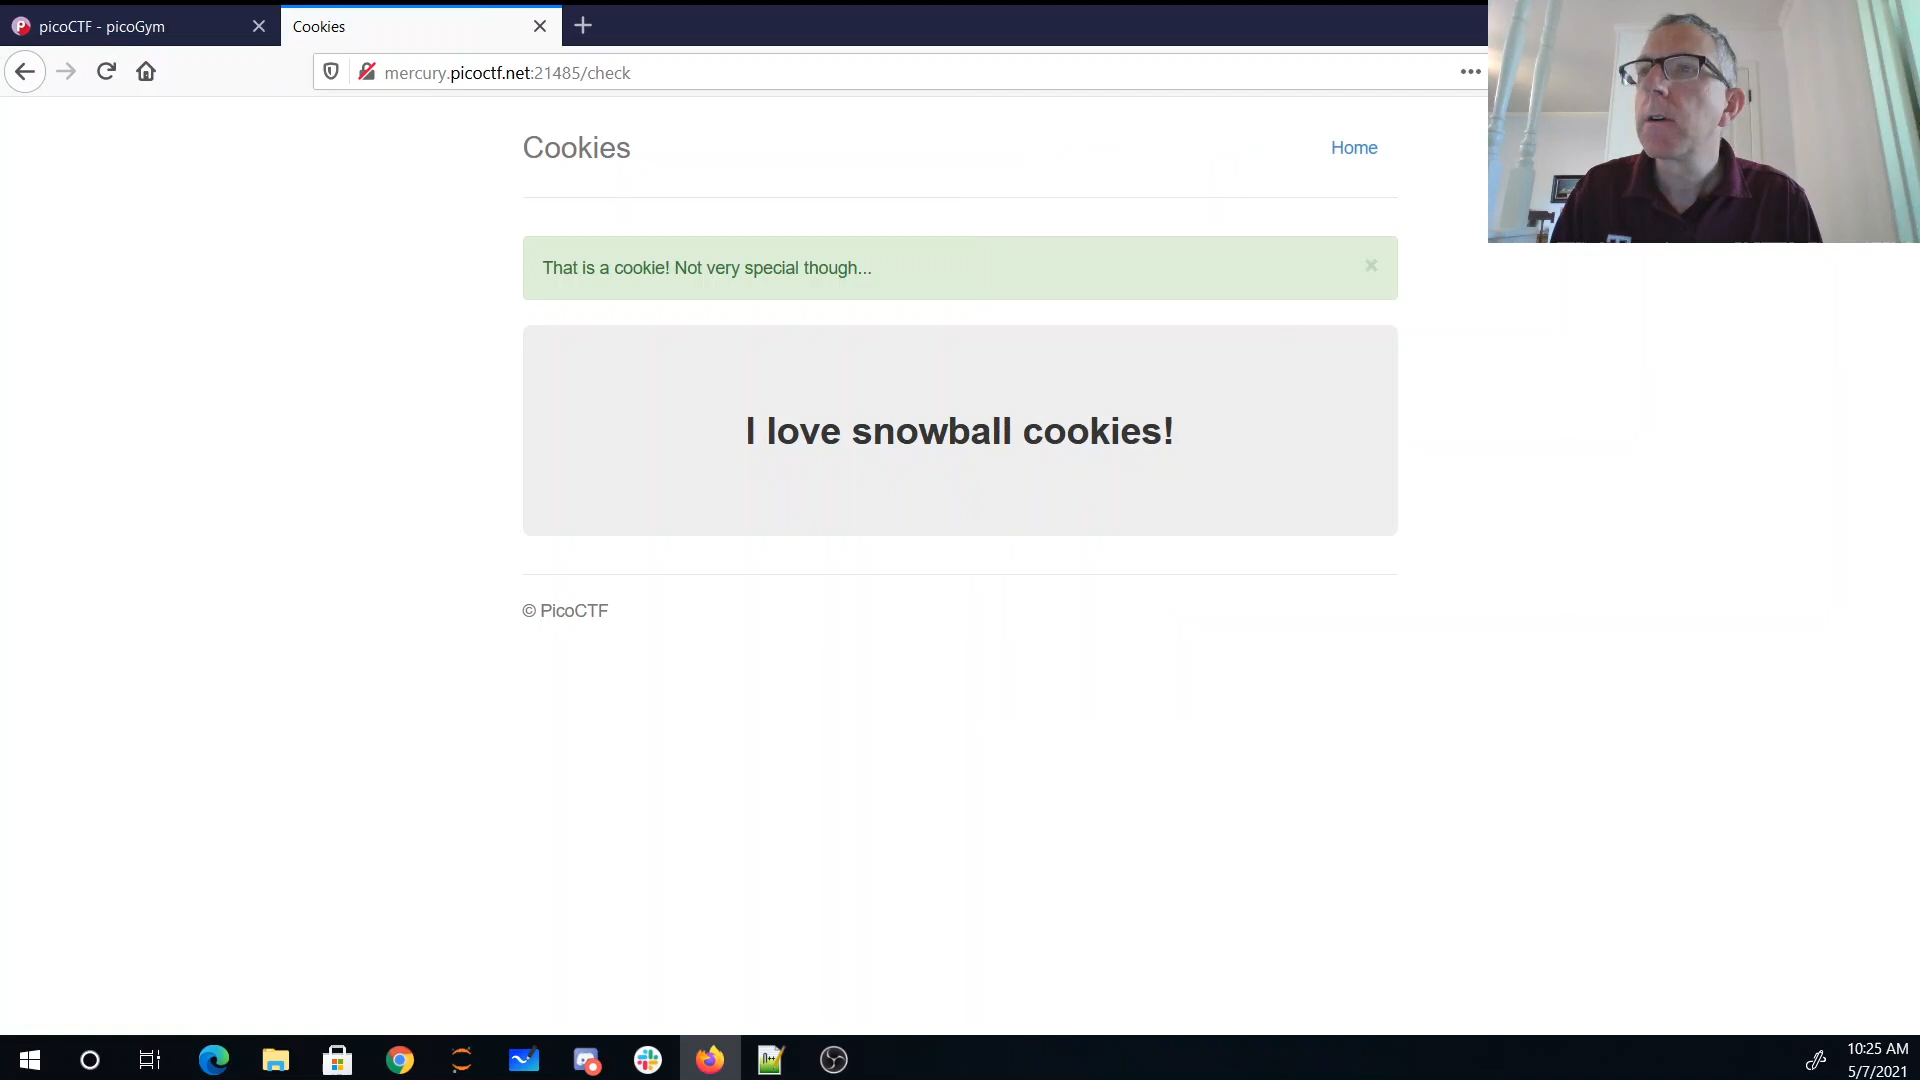 picoCTF - picoGym
Cookies
mercury.picoctf.net:21485/check
Cookies
Home
That is a cookie! Not very special though...
×
I love snowball cookies!
© PicoCTF
10:25 AM
5/7/2021